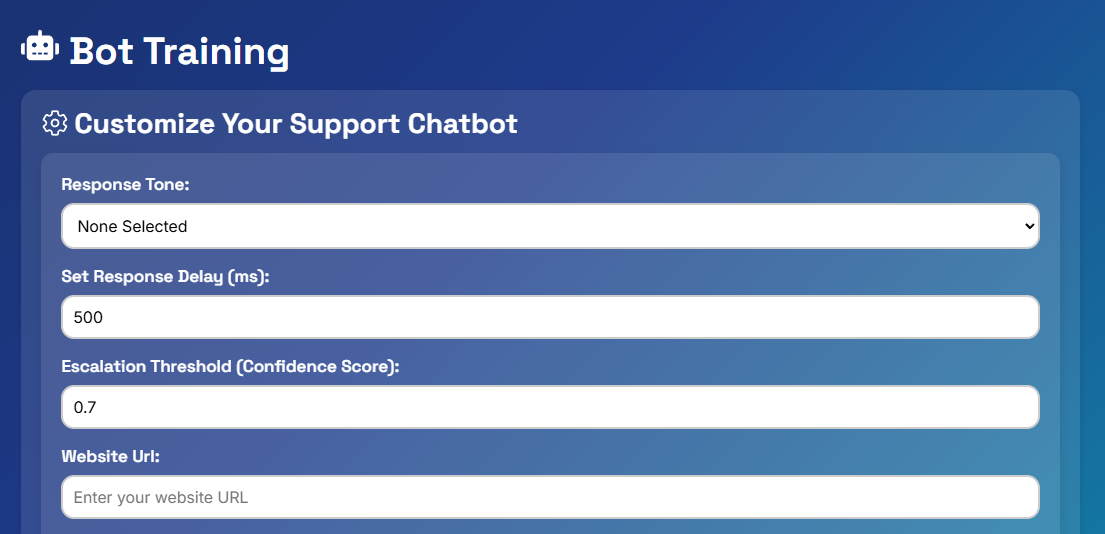 Bot Training
Customize Your Support Chatbot
Response Tone:
None Selected
Set Response Delay (ms):
500
Escalation Threshold (Confidence Score):
0.7
Website Url:
Enter your website URL